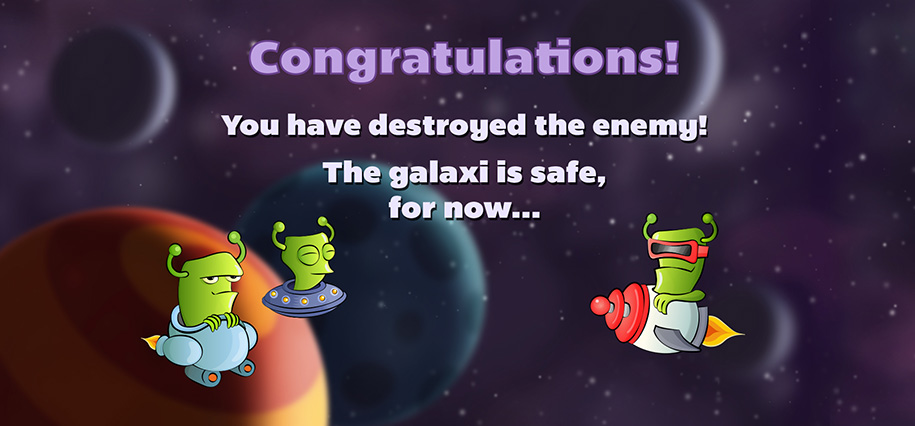 Congratulations!
You have destroyed the enemy!
The galaxi is safe,
for now...